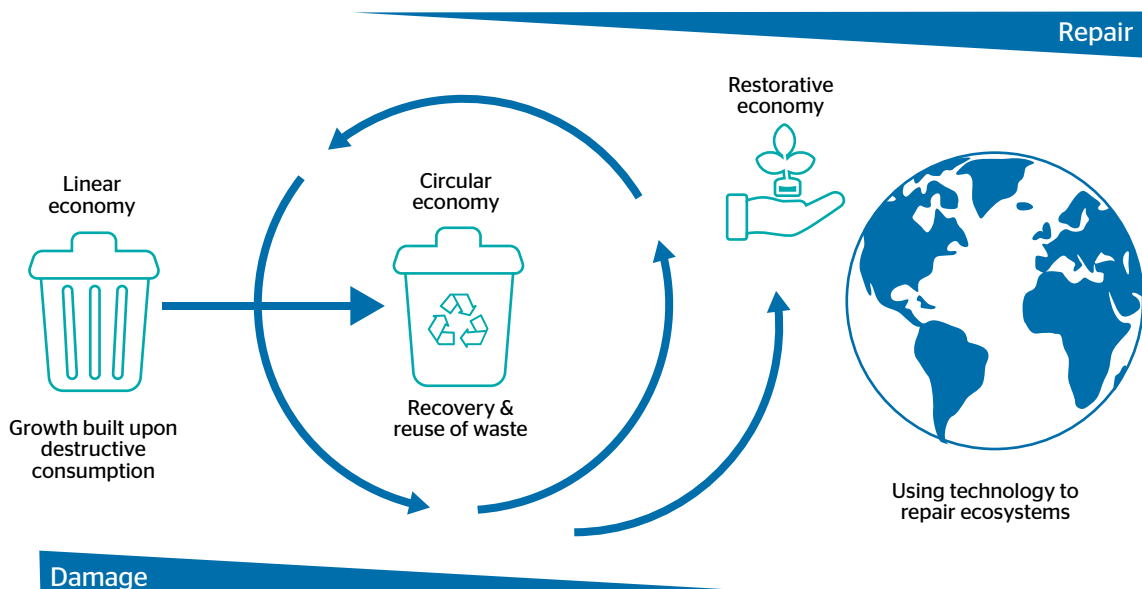 Repair
Restorative
economy
Linear
economy
Circular
economy
Growth built upon
destructive
consumption
Recovery &
reuse of waste
Using technology to
repair ecosystems
Damage